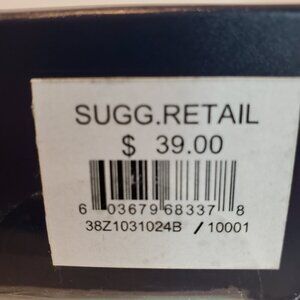 SUGG.RETAIL
$ 39.00
6 03679 68337 8
38Z1031024B / 10001